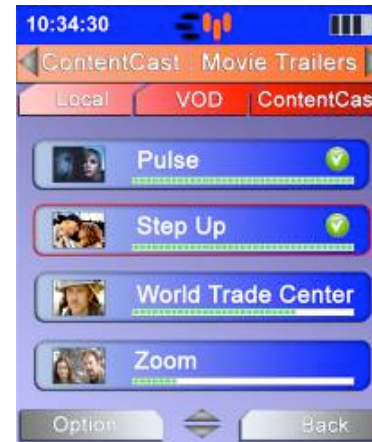 10:34:30
ContentCast : Movie Trailers
Local VOD ContentCas
Pulse
Step Up
World Trade Center
Zoom
Option Back